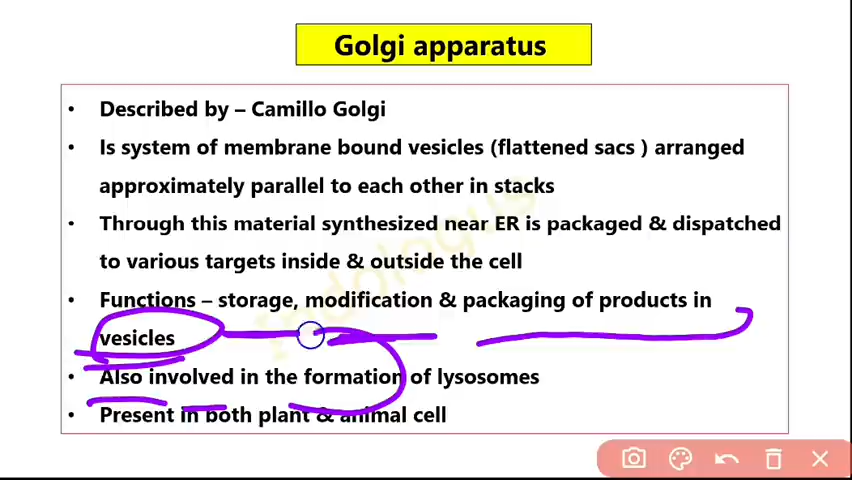 Golgi apparatus
• Described by – Camillo Golgi
• Is system of membrane bound vesicles (flattened sacs ) arranged
approximately parallel to each other in stacks
• Through this material synthesized near ER is packaged & dispatched
to various targets inside & outside the cell
• Functions – storage, modification & packaging of products in
vesicles
• Also involved in the formation of lysosomes
• Present in both plant & animal cell
indologus